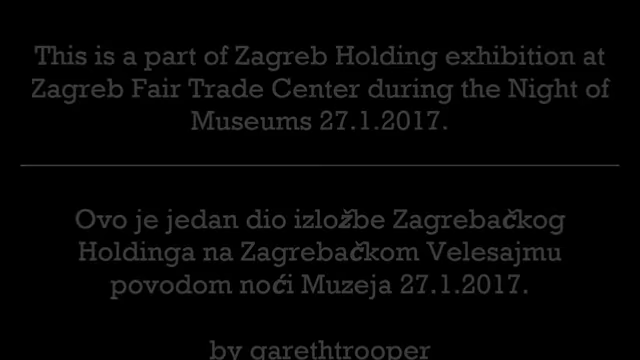 This is a part of Zagreb Holding exhibition at
Zagreb Fair Trade Center during the Night of
Museums 27.1.2017.
Ovo je jedan dio izložbe Zagrebačkog
Holdinga na Zagrebačkom Velesajmu
povodom noći Muzeja 27.1.2017.
by garethtrooper